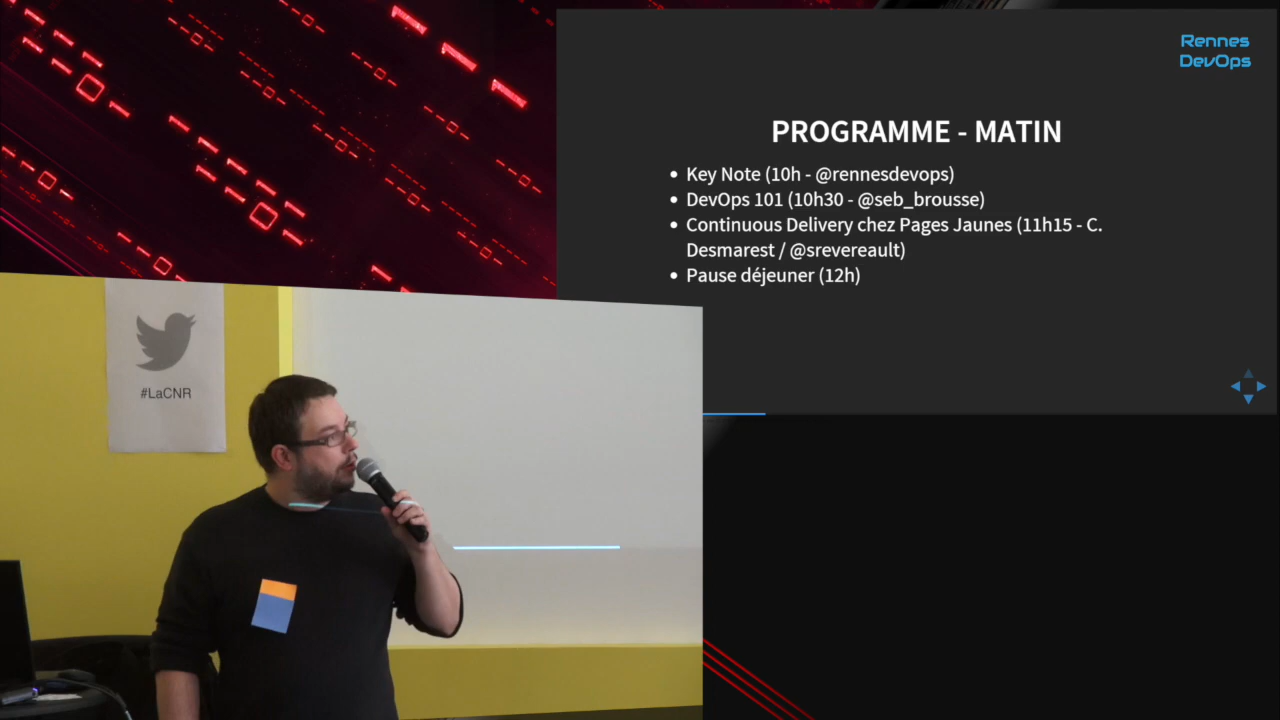 Rennes
DevOps
PROGRAMME - MATIN
Key Note (10h - @rennesdevops)
DevOps 101 (10h30 - @seb_brousse)
Continuous Delivery chez Pages Jaunes (11h15 - C.
Desmarest / @srevereault)
Pause déjeuner (12h)
#LaCNR